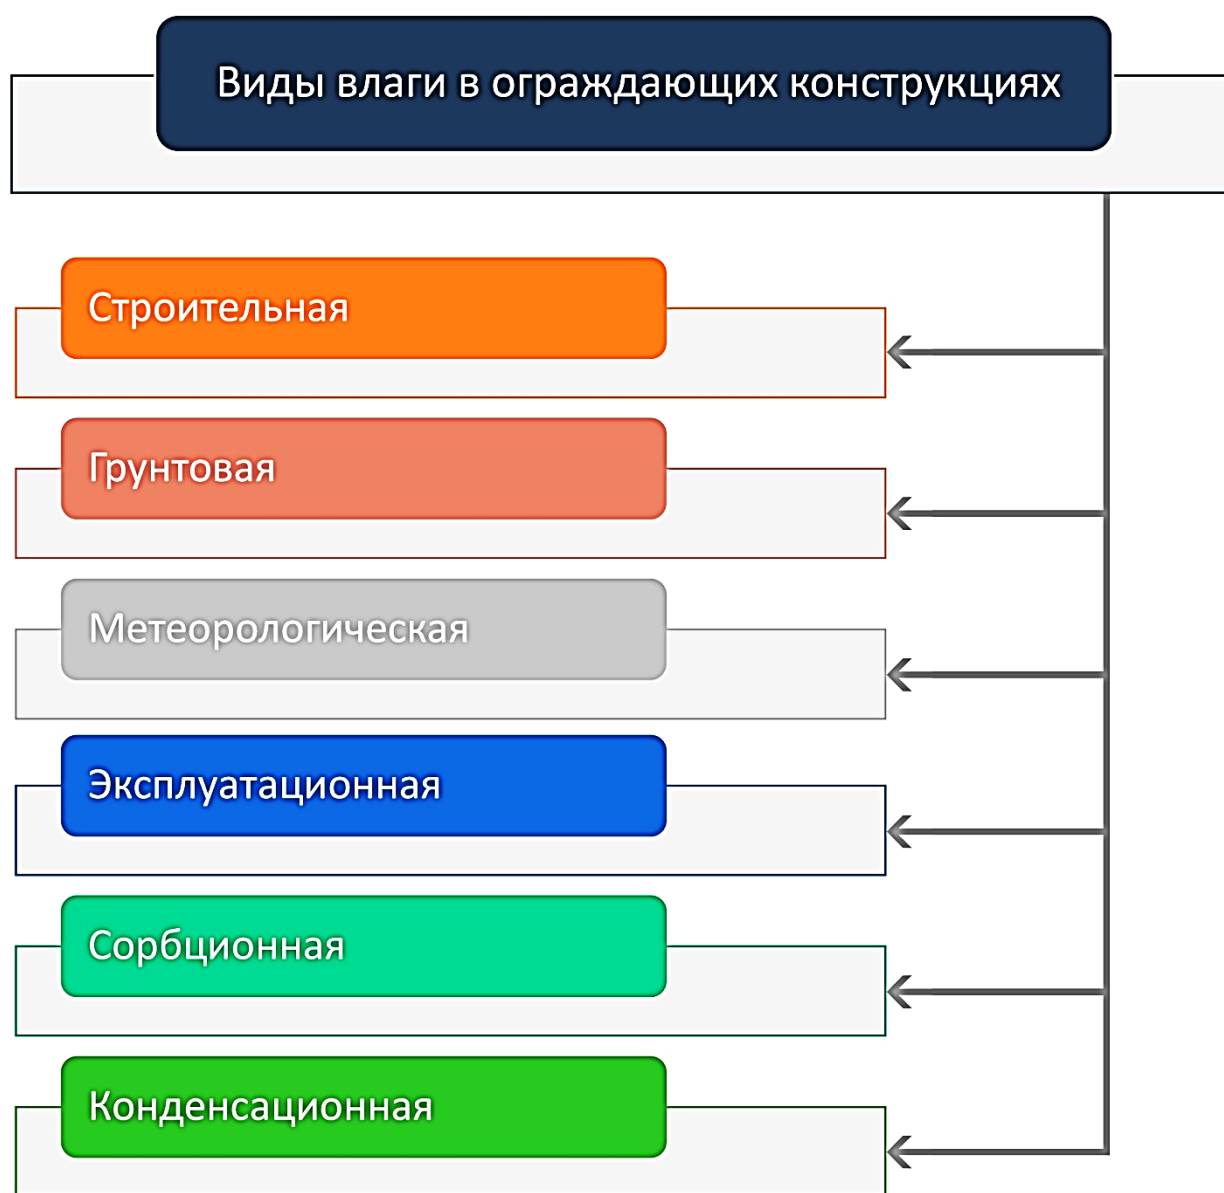 Виды влаги в ограждающих конструкциях
Строительная
Грунтовая
Метеорологическая
Эксплуатационная
Сорбционная
Конденсационная